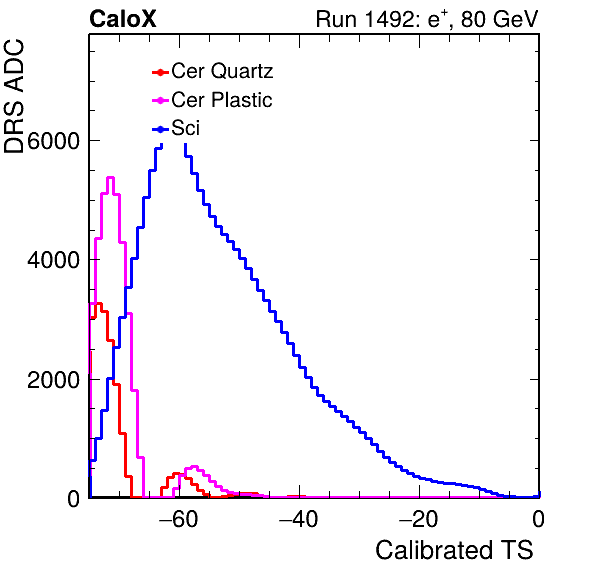 CaloX Run 1492: e+, 80 GeV
DRS ADC
Cer Quartz
Cer Plastic
Sci
6000
4000
2000
0
−60 −40 −20 0
Calibrated TS